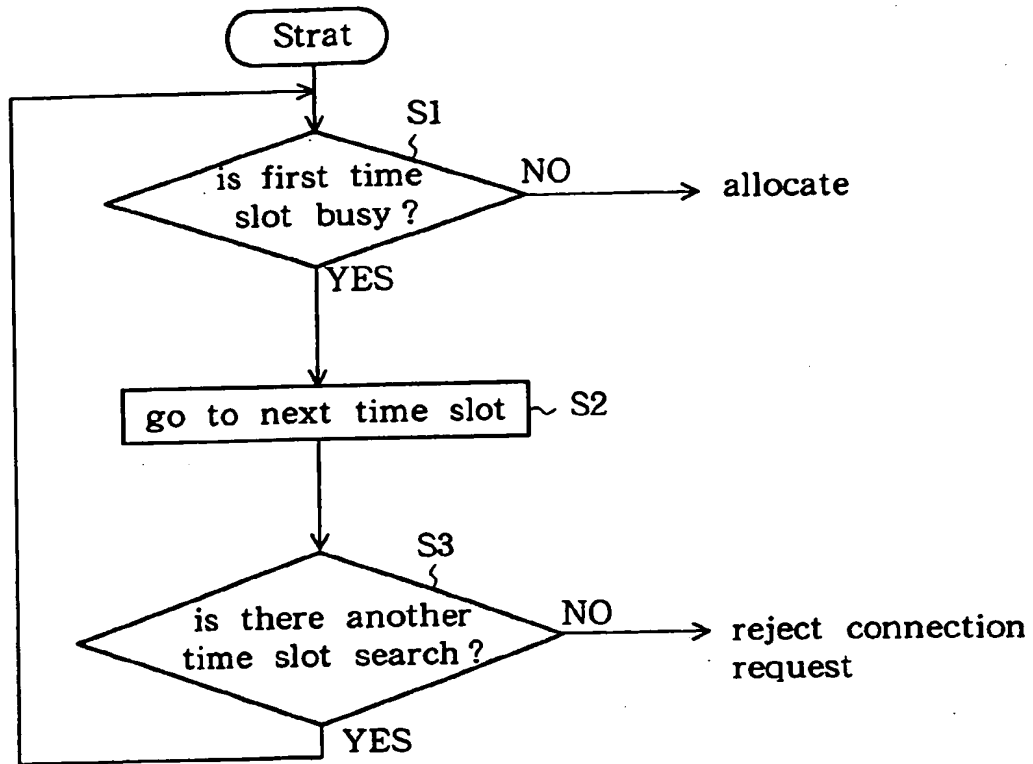 Strat
S1
is first time
slot busy?
NO
allocate
YES
go to next time slot
S2
S3
is there another
time slot search?
NO
reject connection
request
YES